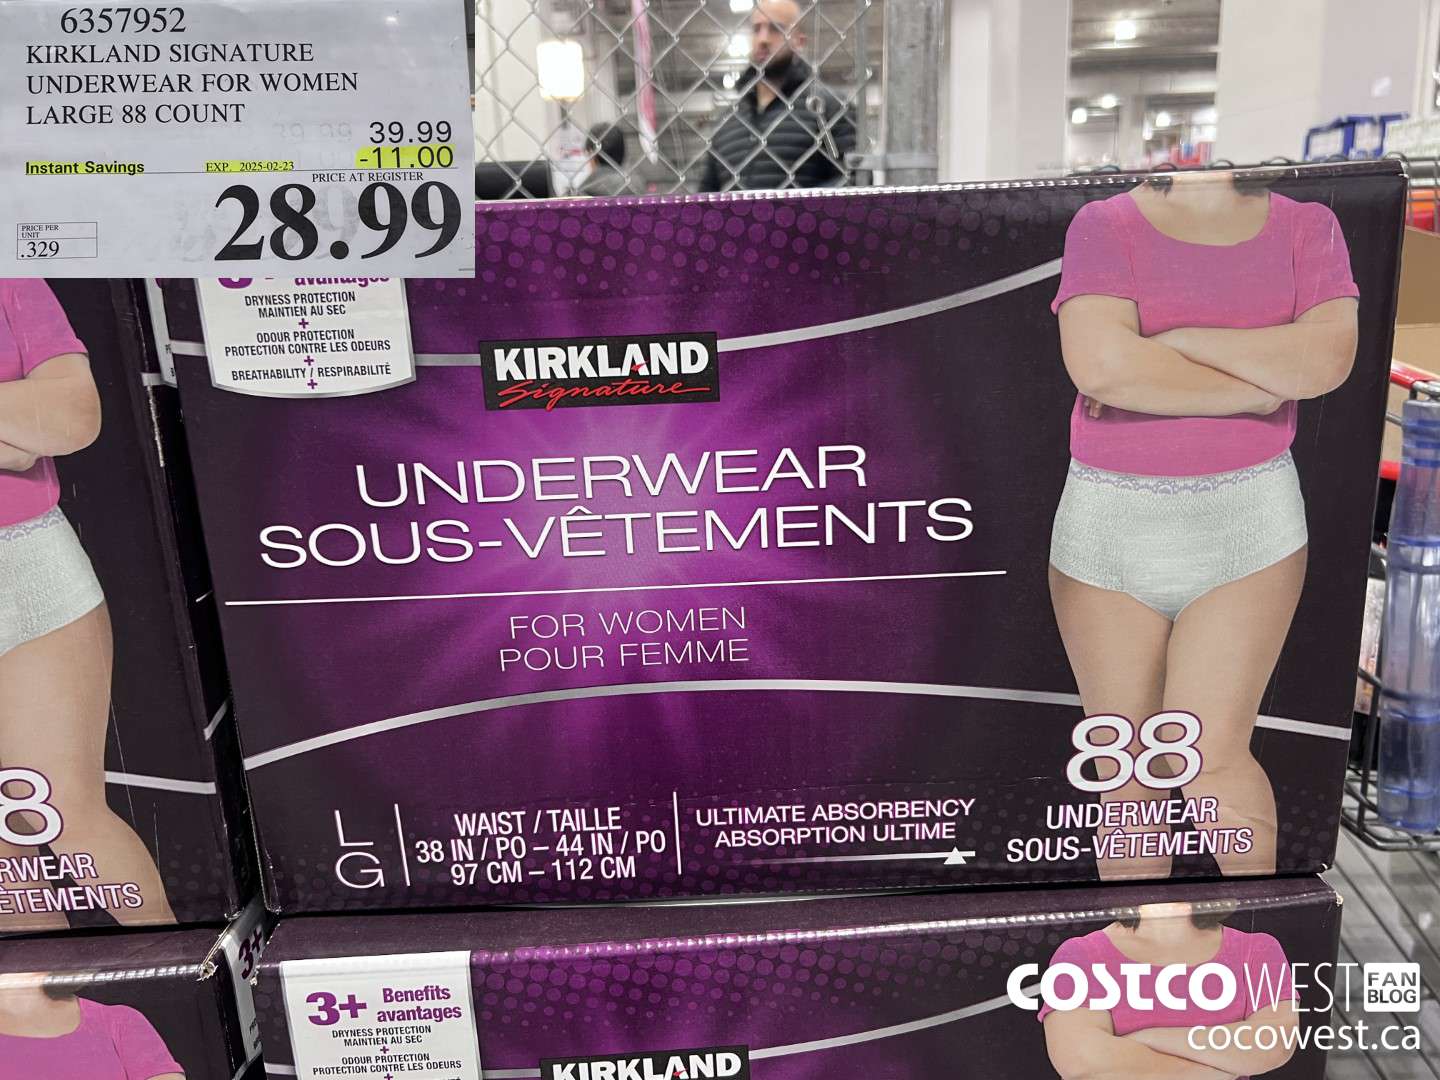 6357952
KIRKLAND SIGNATURE
UNDERWEAR FOR WOMEN
LARGE 88 COUNT
39.99
Instant Savings EXP. 2025-02-23 -11.00
PRICE AT REGISTER
28.99
PRICE PER
UNIT
.329
avantages
DRYNESS PROTECTION
MAINTIEN AU SEC
+
ODOUR PROTECTION
PROTECTION CONTRE LES ODEURS
+
BREATHABILITY / RESPIRABILITÉ
+
KIRKLAND
Signature
UNDERWEAR
SOUS-VÊTEMENTS
FOR WOMEN
POUR FEMME
L
G
WAIST / TAILLE
38 IN / PO – 44 IN / PO
97 CM – 112 CM
ULTIMATE ABSORBENCY
ABSORPTION ULTIME
88
UNDERWEAR
SOUS-VÊTEMENTS
8
RWEAR
ÊTEMENTS
3+
3+ Benefits
avantages
DRYNESS PROTECTION
MAINTIEN AU SEC
+
ODOUR PROTECTION
PROTECTION CONTRE LES ODEURS
KIRKLAND
COSTCO WEST FAN BLOG
cocowest.ca